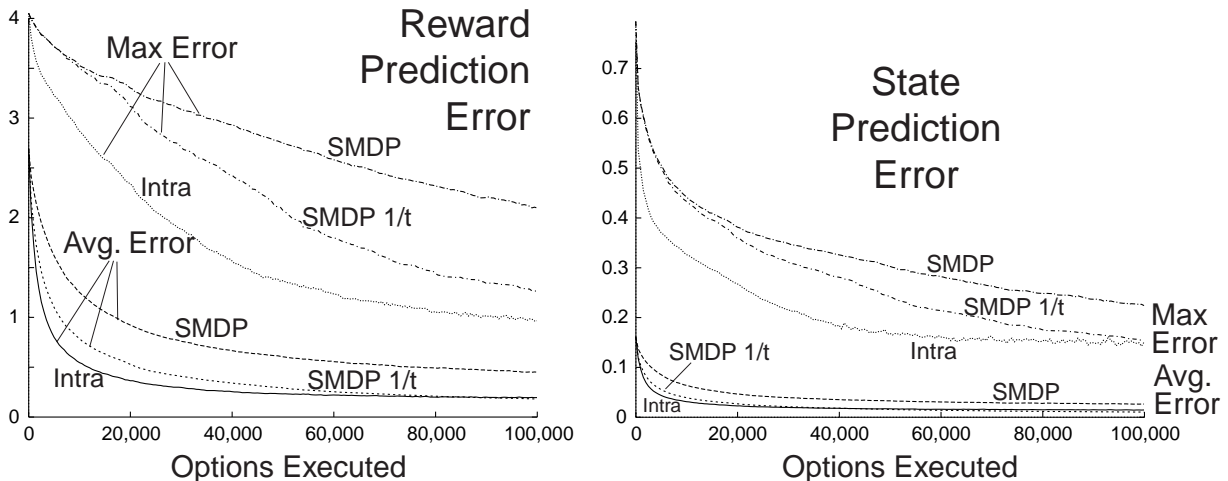 Reward
Prediction
Error
Max Error
SMDP
Intra
SMDP 1/t
Avg. Error
SMDP
SMDP 1/t
Intra
4
3
2
1
0
0
20,000
40,000
60,000
80,000
100,000
Options Executed
State
Prediction
Error
0.7
0.6
0.5
0.4
0.3
0.2
0.1
0
SMDP
SMDP 1/t
Intra
Max
Error
SMDP 1/t
SMDP
Intra
Avg.
Error
0
20,000
40,000
60,000
80,000
100,000
Options Executed